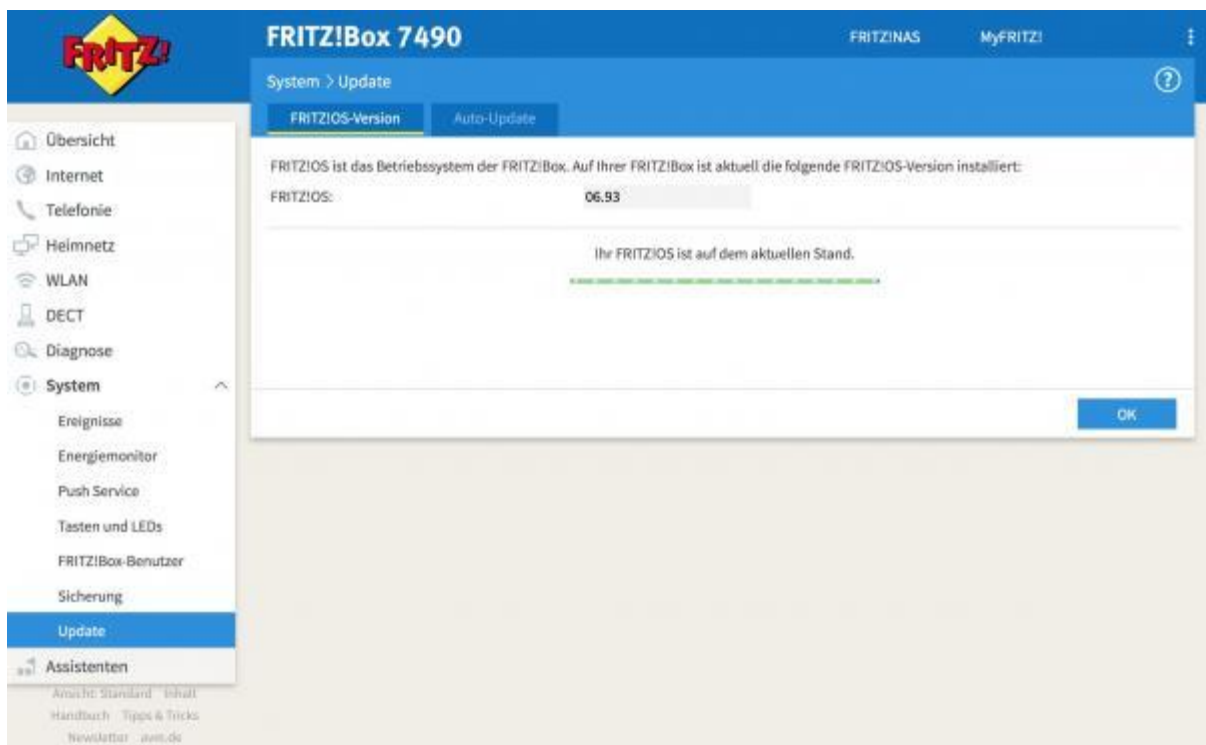 FRITZ!
FRITZ!Box 7490
FRITZ!NAS
MyFRITZ!
System > Update
FRITZ!OS-Version
Auto-Update
Übersicht
Internet
Telefonie
Heimnetz
WLAN
DECT
Diagnose
System
Ereignisse
Energiemonitor
Push Service
Tasten und LEDs
FRITZ!Box-Benutzer
Sicherung
Update
Assistenten
Ansicht: Standard Inhalt
Handbuch Tipps & Tricks
Newsletter avm.de
FRITZ!OS ist das Betriebssystem der FRITZ!Box. Auf Ihrer FRITZ!Box ist aktuell die folgende FRITZ!OS-Version installiert:
FRITZ!OS: 06.93
Ihr FRITZ!OS ist auf dem aktuellen Stand.
OK